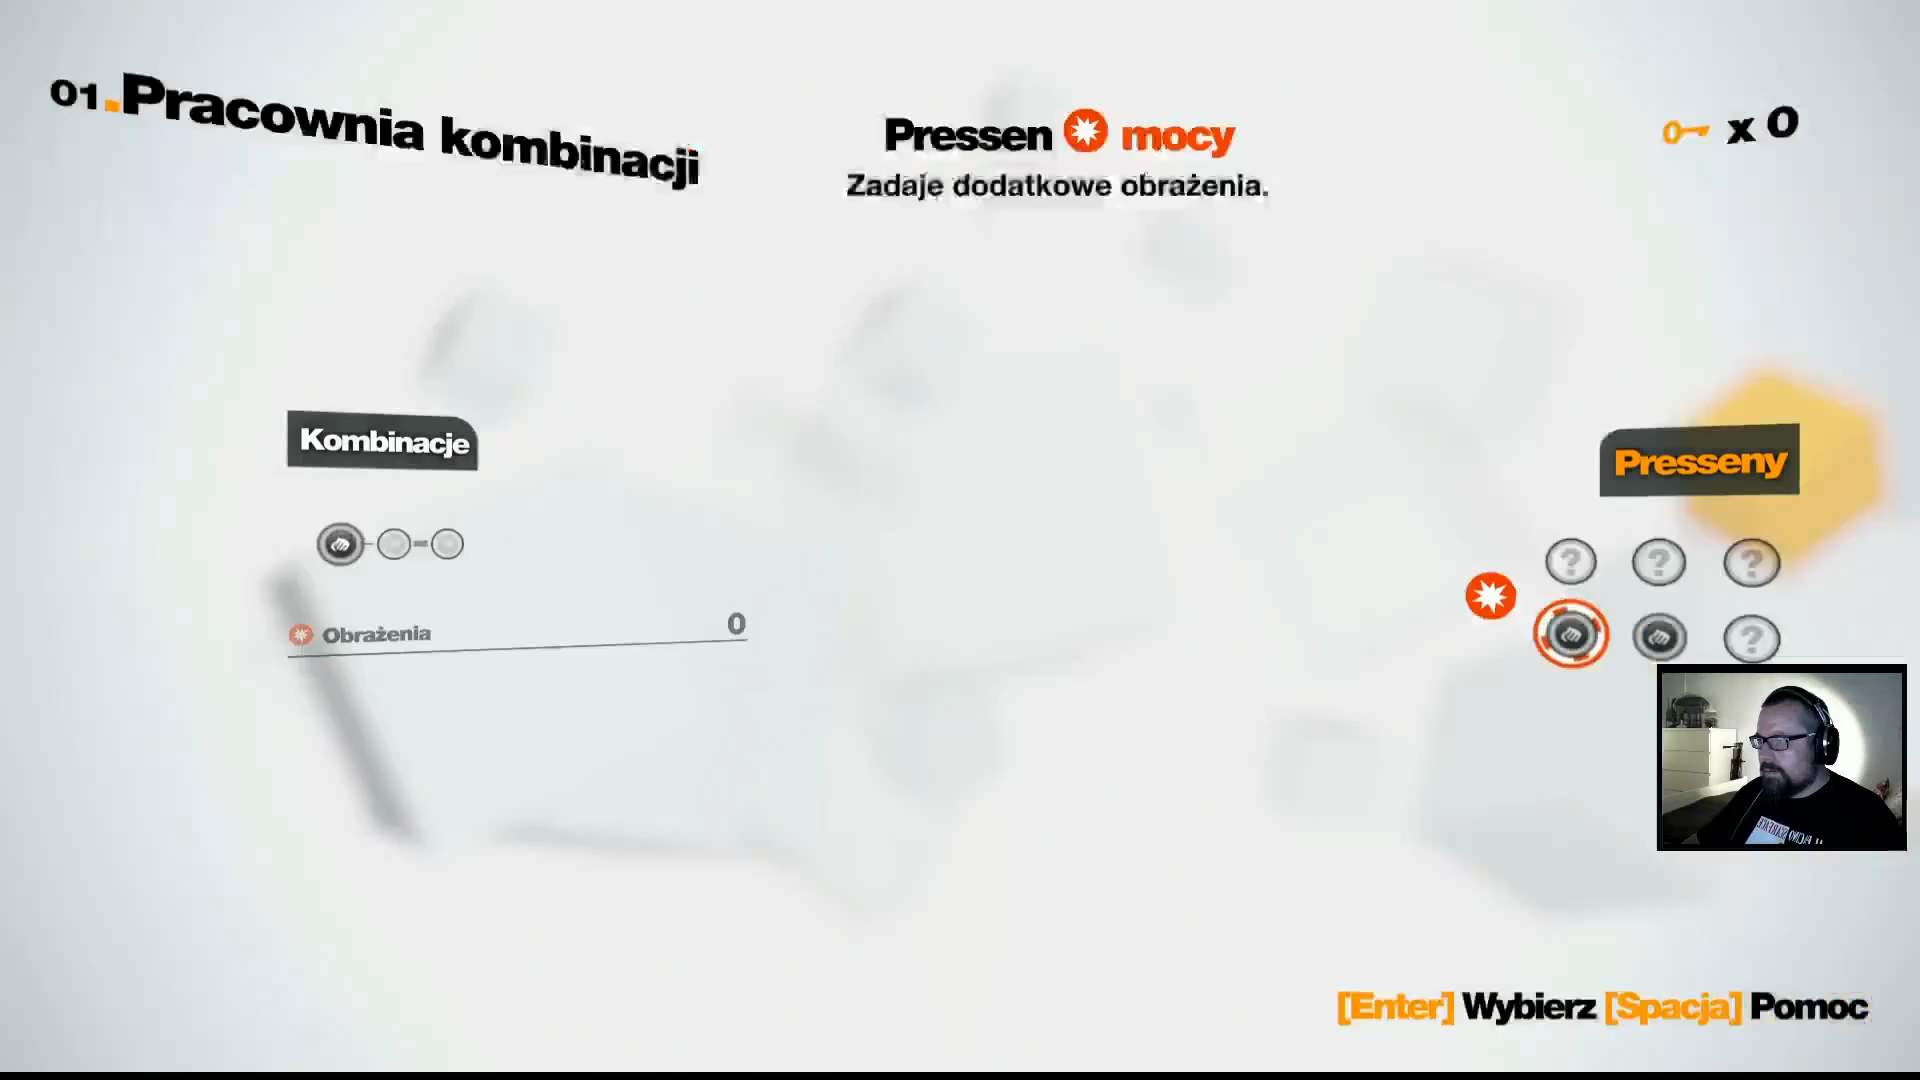 01.Pracownia kombinacji
Pressen mocy
Zadaje dodatkowe obrażenia.
x 0
Kombinacje
Presseny
? ? ?
Obrażenia 0
?
[Enter] Wybierz [Spacja] Pomoc